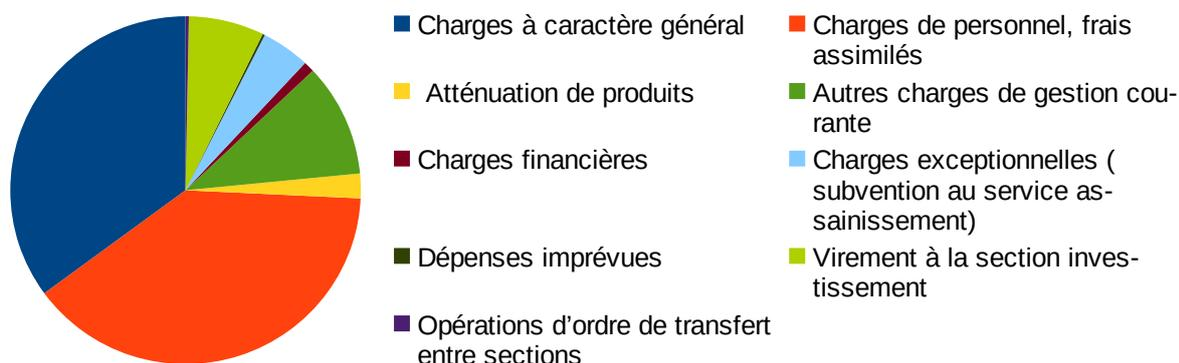 Charges à caractère général
Charges de personnel, frais
assimilés
Atténuation de produits
Autres charges de gestion cou-
rante
Charges financières
Charges exceptionnelles (
subvention au service as-
sainissement)
Dépenses imprévues
Virement à la section inves-
tissement
Opérations d’ordre de transfert
entre sections